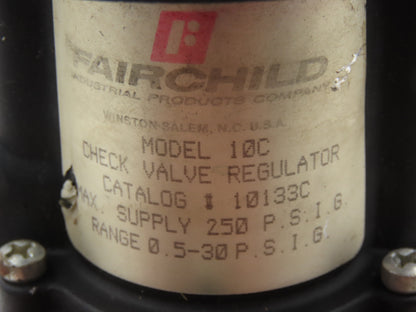 FAIRCHILD
INDUSTRIAL PRODUCTS COMPANY
WINSTON-SALEM, N.C. U.S.A.
MODEL 10C
CHECK VALVE REGULATOR
CATALOG # 10133C
MAX. SUPPLY 250 P.S.I.G.
RANGE 0.5-30 P.S.I.G.